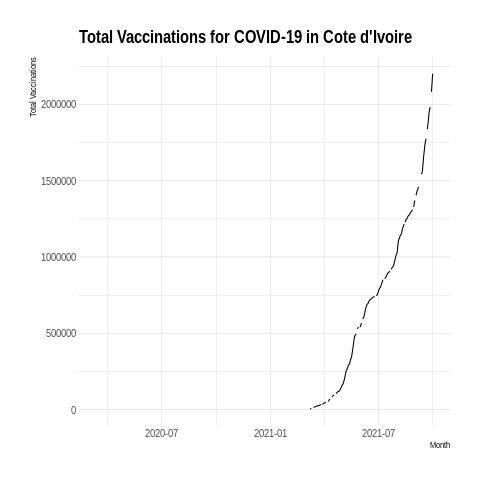 Total Vaccinations for COVID-19 in Cote d'Ivoire
Total Vaccinations
2000000
1500000
1000000
500000
0
2020-07 2021-01 2021-07
Month